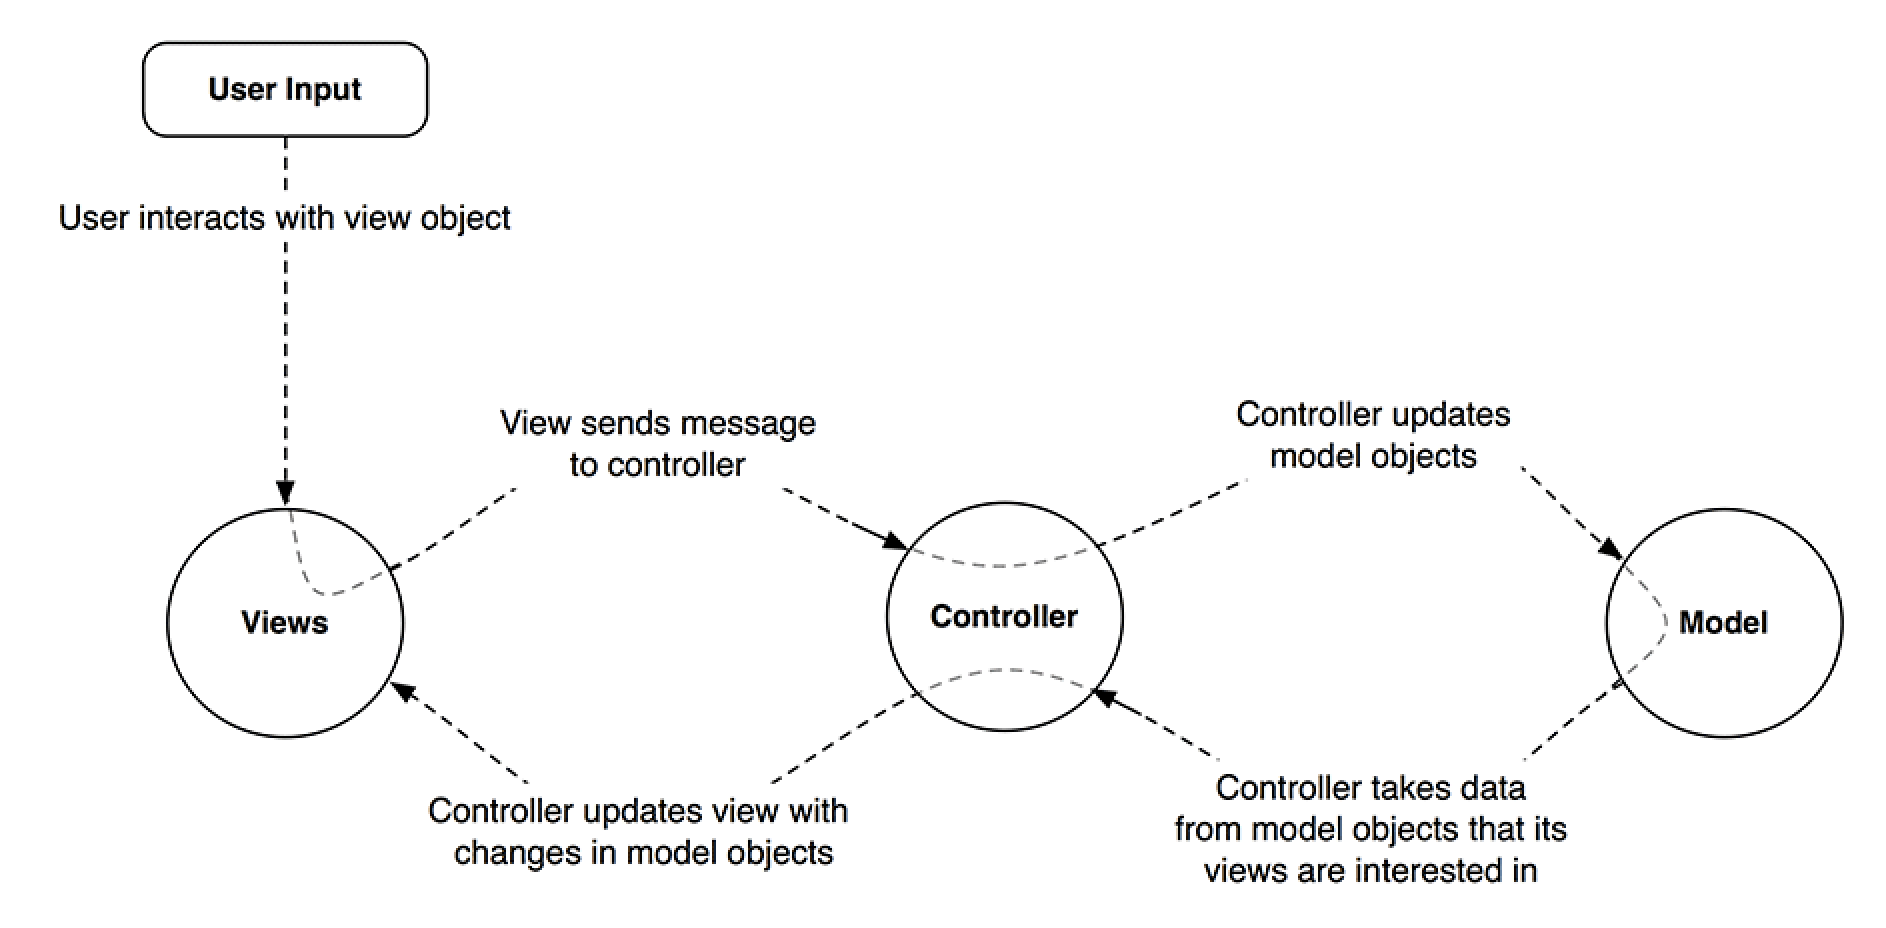 User Input
User interacts with view object
View sends message
to controller
Controller updates
model objects
Views
Controller
Model
Controller updates view with
changes in model objects
Controller takes data
from model objects that its
views are interested in